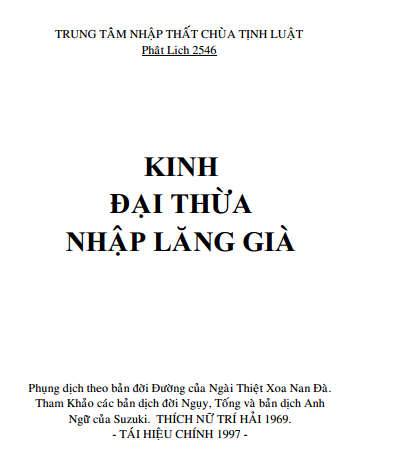 TRUNG TÂM NHẬP THẤT CHÙA TỊNH LUẬT
Phât Lich 2546
KINH
ĐẠI THỪA
NHẬP LĂNG GIÀ
Phụng dịch theo bản đời Đường của Ngài Thiệt Xoa Nan Đà.
Tham Khảo các bản dịch đời Ngụy, Tống và bản dịch Anh
Ngữ của Suzuki. THÍCH NỮ TRÍ HẢI 1969.
- TÁI HIỆU CHÍNH 1997 -